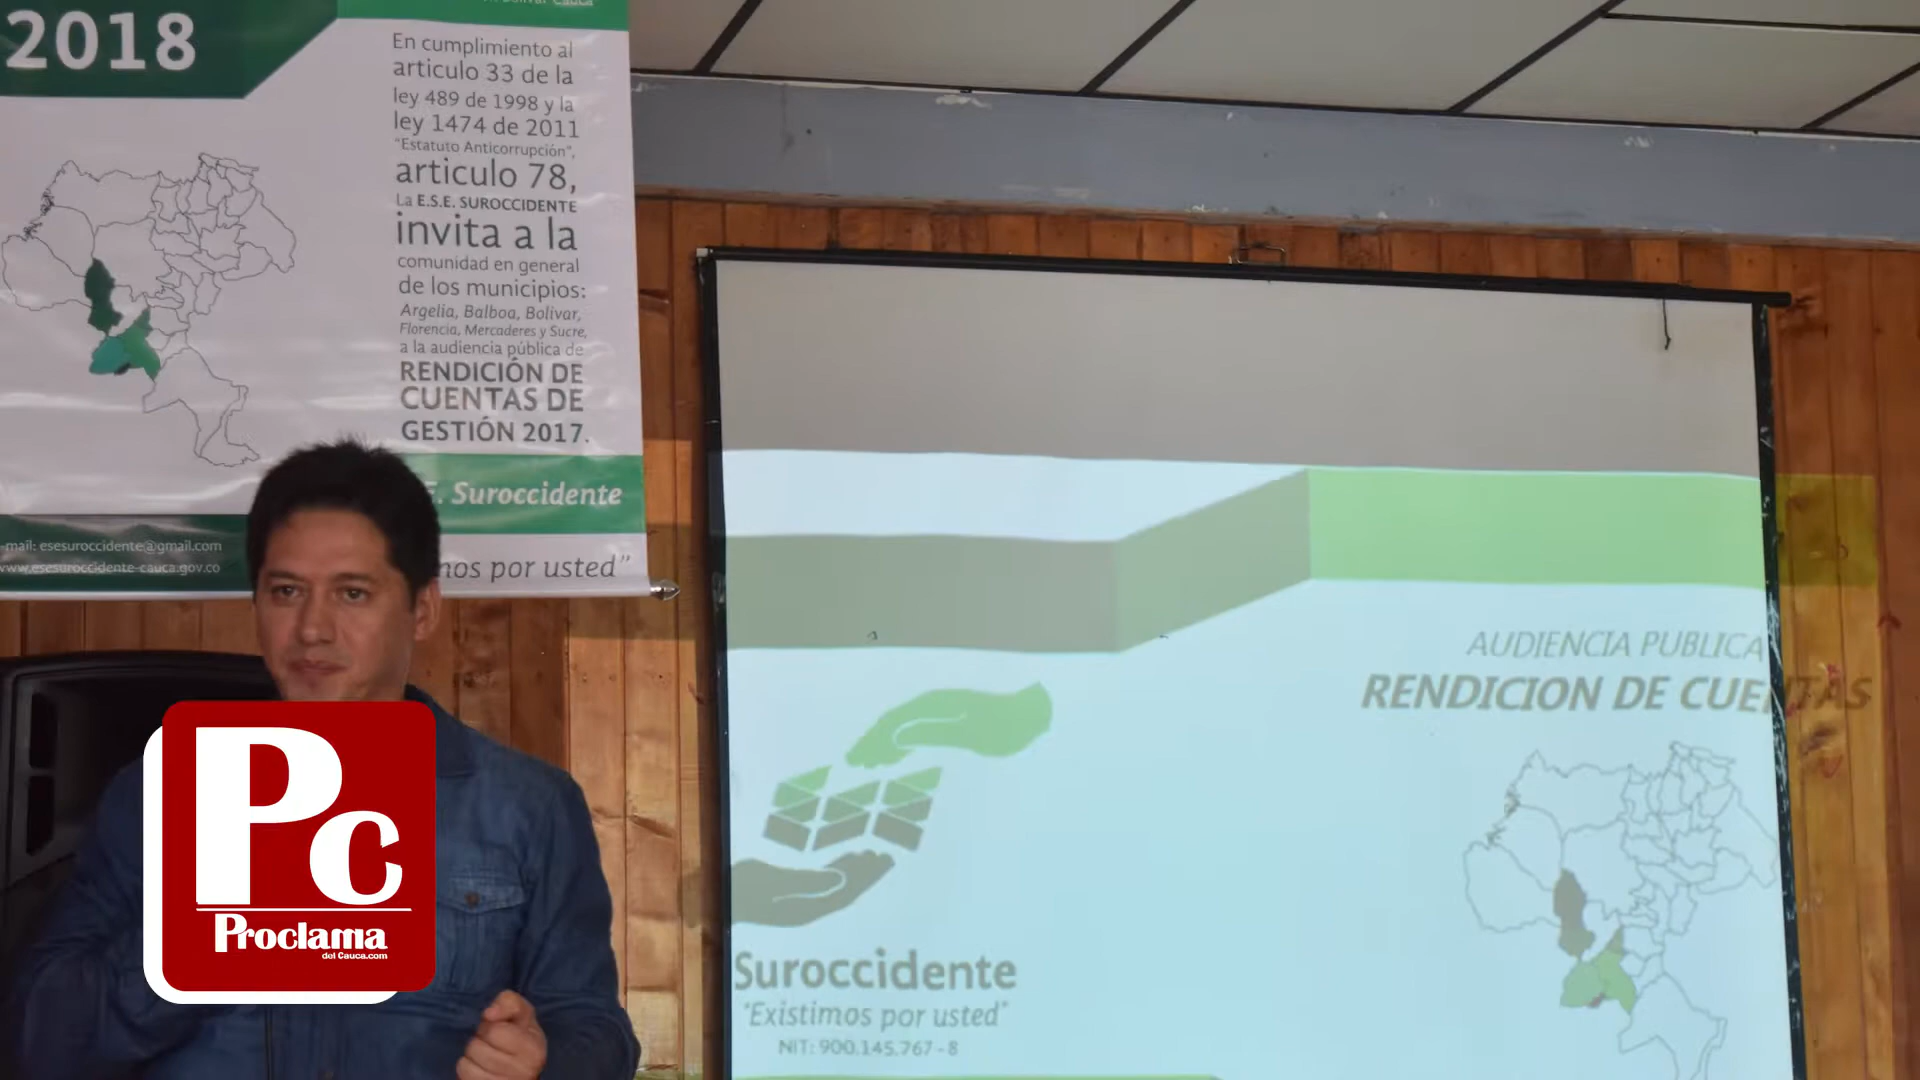 2018
En cumplimiento al
articulo 33 de la
ley 489 de 1998 y la
ley 1474 de 2011
"Estatuto Anticorrupción",
articulo 78,
La E.S.E. SUROCCIDENTE
invita a la
comunidad en general
de los municipios:
Argelia, Balboa, Bolívar,
Florencia, Mercaderes y Sucre,
a la audiencia pública de
RENDICIÓN DE
CUENTAS DE
GESTIÓN 2017.
E. Suroccidente
-mail: esesuroccidente@gmail.com
www.esesuroccidente-cauca.gov.co
mos por usted"
AUDIENCIA PUBLICA
RENDICION DE CUENTAS
Suroccidente
"Existimos por usted"
NIT: 900.145.767-8
Pc
Proclama
del Cauca.com